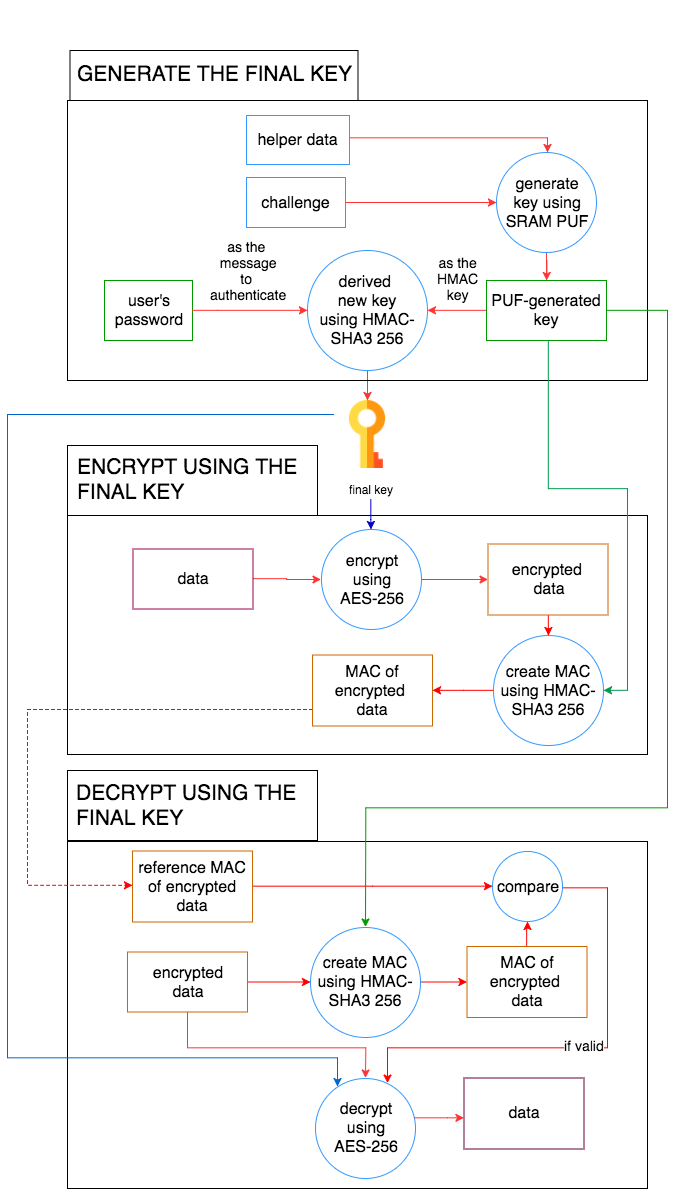 GENERATE THE FINAL KEY
helper data
generate
key using
SRAM PUF
challenge
as the
message
to
authenticate
derived
new key
using HMAC-
SHA3 256
as the
HMAC
key
user's
password
PUF-generated
key
final key
ENCRYPT USING THE
FINAL KEY
data
encrypt
using
AES-256
encrypted
data
MAC of
encrypted
data
create MAC
using HMAC-
SHA3 256
DECRYPT USING THE
FINAL KEY
reference MAC
of encrypted
data
compare
encrypted
data
create MAC
using HMAC-
SHA3 256
MAC of
encrypted
data
if valid
decrypt
using
AES-256
data